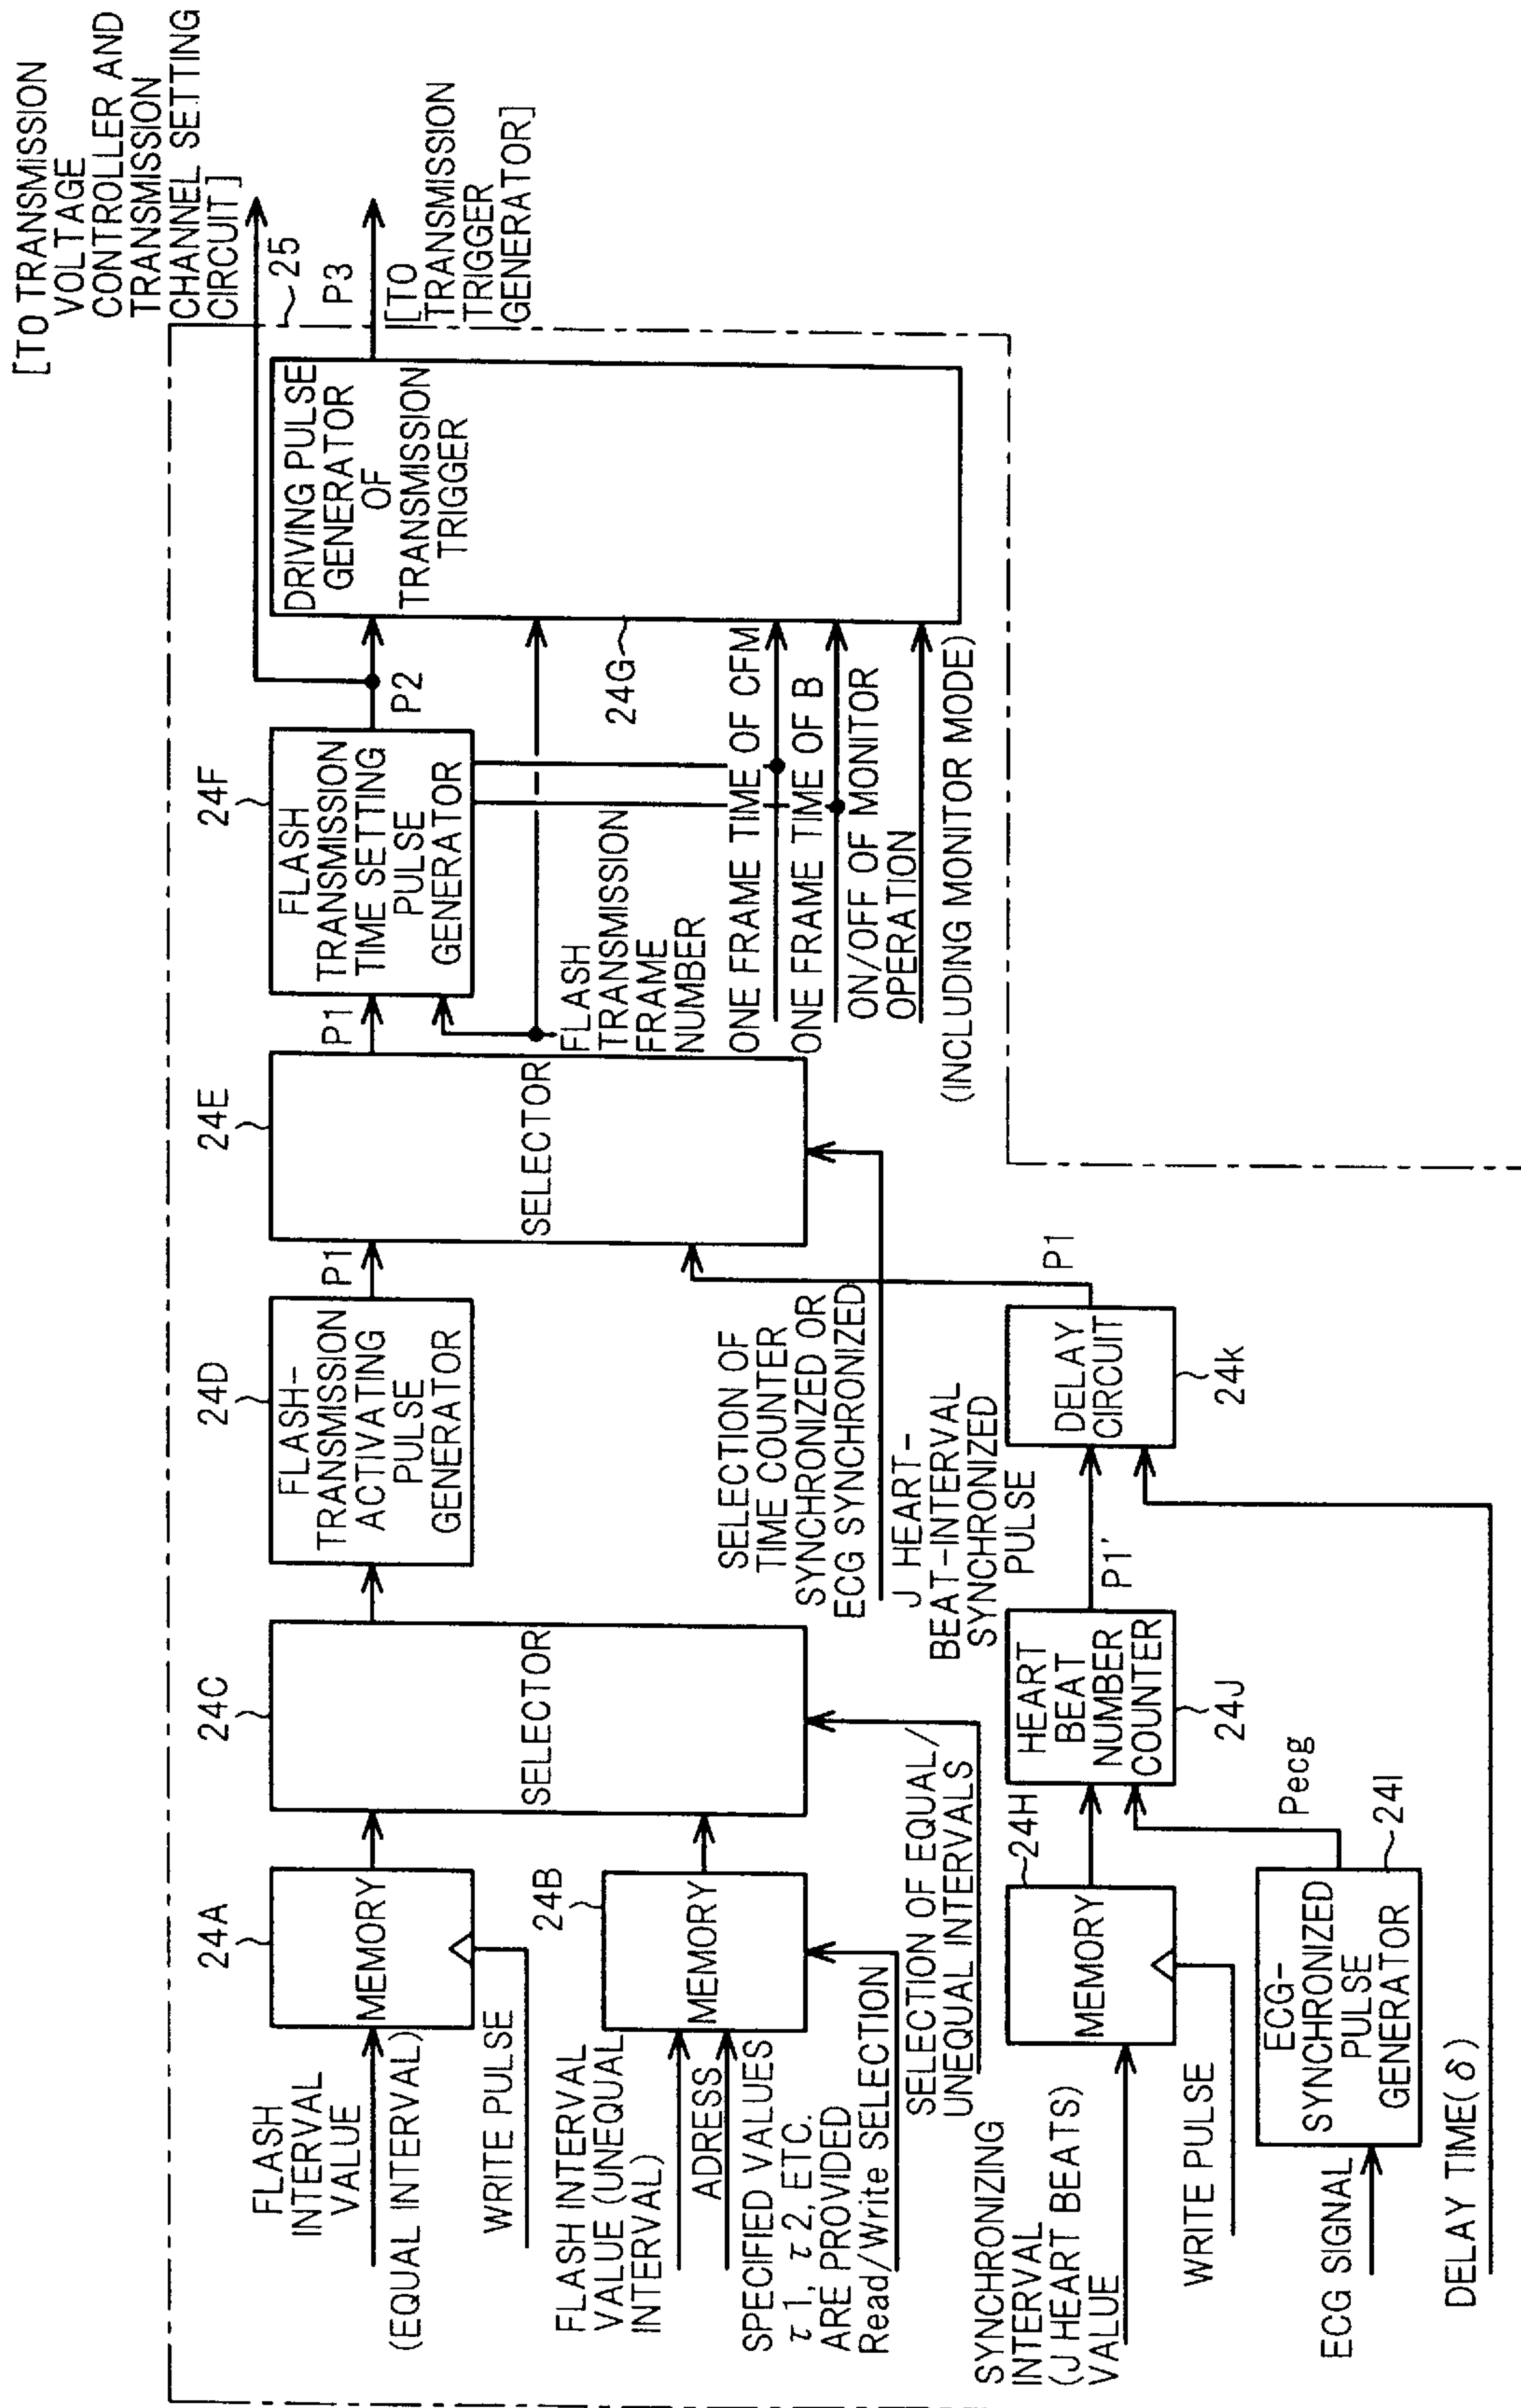 [TO TRANSMISSION
VOLTAGE
CONTROLLER AND
TRANSMISSION
CHANNEL SETTING
CIRCUIT]
25
24A
MEMORY
24C
SELECTOR
24D
FLASH-
TRANSMISSION
ACTIVATING
PULSE
GENERATOR
P1
24E
SELECTOR
P1
24F
FLASH
TRANSMISSION
TIME SETTING
PULSE
GENERATOR
P2
DRIVING PULSE
GENERATOR
OF
TRANSMISSION
TRIGGER
P3
[TO
TRANSMISSION
TRIGGER
GENERATOR]
24G
FLASH
INTERVAL
VALUE
(EQUAL INTERVAL)
WRITE PULSE
FLASH INTERVAL
VALUE (UNEQUAL
INTERVAL)
24B
MEMORY
ADRESS
SPECIFIED VALUES
τ1, τ2, ETC.
ARE PROVIDED
Read/Write SELECTION
SELECTION OF EQUAL/
UNEQUAL INTERVALS
SELECTION OF
TIME COUNTER
SYNCHRONIZED OR
ECG SYNCHRONIZED
FLASH
TRANSMISSION
FRAME
NUMBER
ONE FRAME TIME OF CFM
ONE FRAME TIME OF B
ON/OFF OF MONITOR
OPERATION
(INCLUDING MONITOR MODE)
SYNCHRONIZING
INTERVAL
(J HEART BEATS)
VALUE
24H
MEMORY
WRITE PULSE
HEART
BEAT
NUMBER
COUNTER
24J
J HEART-
BEAT-INTERVAL
SYNCHRONIZED
PULSE
P1'
DELAY
CIRCUIT
24k
P1
ECG SIGNAL
ECG-
SYNCHRONIZED
PULSE
GENERATOR
24I
Pecg
DELAY TIME(δ)